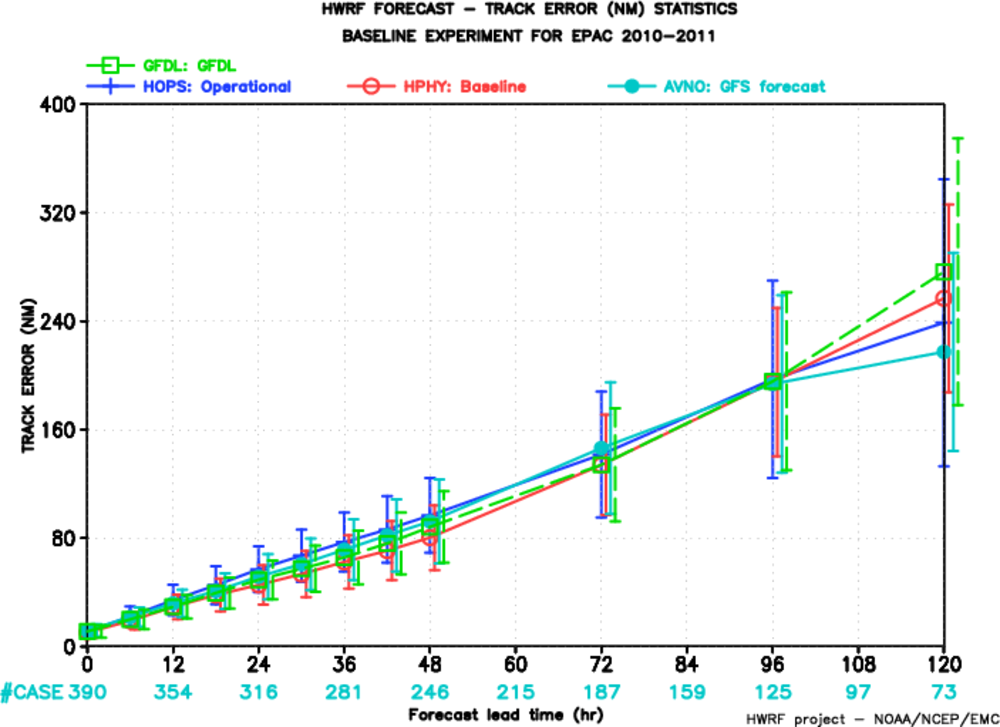 HWRF FORECAST – TRACK ERROR (NM) STATISTICS
BASELINE EXPERIMENT FOR EPAC 2010–2011
GFDL: GFDL
HOPS: Operational HPHY: Baseline AVNO: GFS forecast
400
320
240
160
80
0
TRACK ERROR (NM)
0 12 24 36 48 60 72 84 96 108 120
#CASE 390 354 316 281 246 215 187 159 125 97 73
Forecast lead time (hr)
HWRF project – NOAA/NCEP/EMC